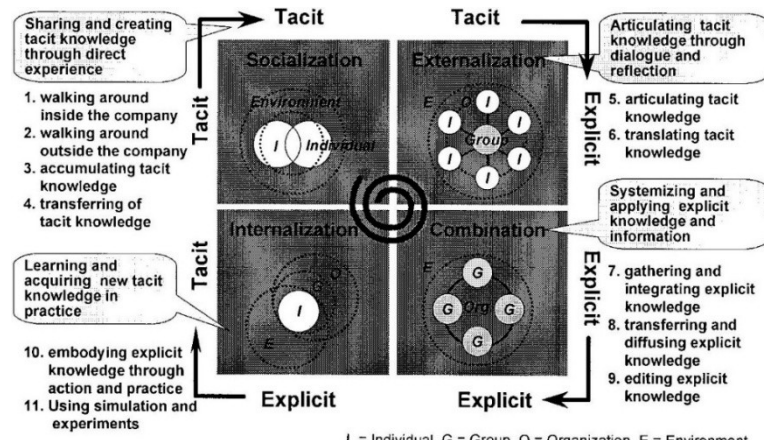 Tacit
Tacit
Sharing and creating
tacit knowledge
through direct
experience
1. walking around
inside the company
2. walking around
outside the company
3. accumulating tacit
knowledge
4. transferring of
tacit knowledge
Tacit
Socialization
Environment
I
Individual
Externalization
E
O
I
I
I
Group
I
I
I
Explicit
Articulating tacit
knowledge through
dialogue and
reflection
5. articulating tacit
knowledge
6. translating tacit
knowledge
Learning and
acquiring new tacit
knowledge in
practice
10. embodying explicit
knowledge through
action and practice
11. Using simulation and
experiments
Tacit
Internalization
O
G
I
E
Combination
E
G
G
Org
G
G
Explicit
Systemizing and
applying explicit
knowledge and
information
7. gathering and
integrating explicit
knowledge
8. transferring and
diffusing explicit
knowledge
9. editing explicit
knowledge
Explicit
Explicit
I = Individual, G = Group, O = Organization, E = Environment